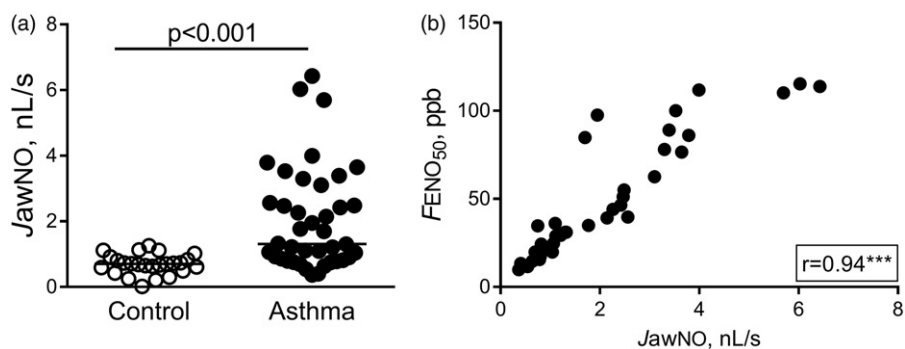 (a)
p<0.001
JawNO, nL/s
8
6
4
2
0
Control Asthma
(b)
FENO50, ppb
150
100
50
0
r=0.94***
0 2 4 6 8
JawNO, nL/s